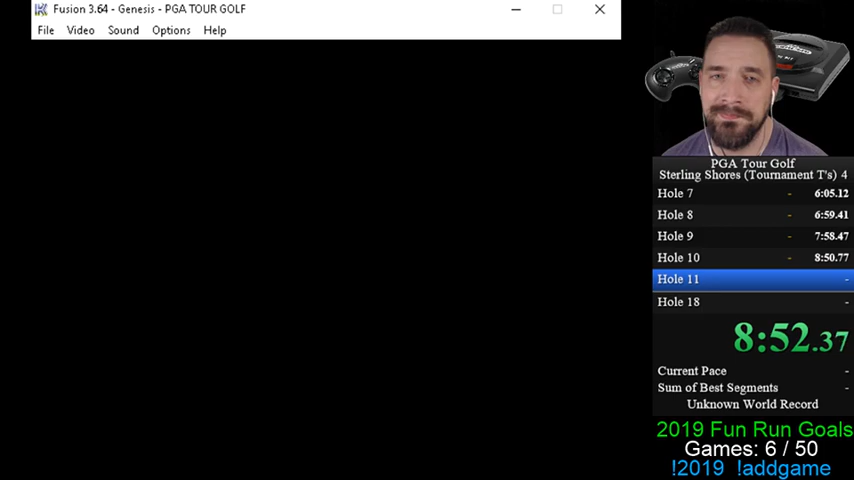 Fusion 3.64 - Genesis - PGA TOUR GOLF
File Video Sound Options Help
PGA Tour Golf
Sterling Shores (Tournament T's) 4
Hole 7 - 6:05.12
Hole 8 - 6:59.41
Hole 9 - 7:58.47
Hole 10 - 8:50.77
Hole 11 -
Hole 18 -
8:52.37
Current Pace -
Sum of Best Segments -
Unknown World Record
2019 Fun Run Goals
Games: 6 / 50
!2019 !addgame